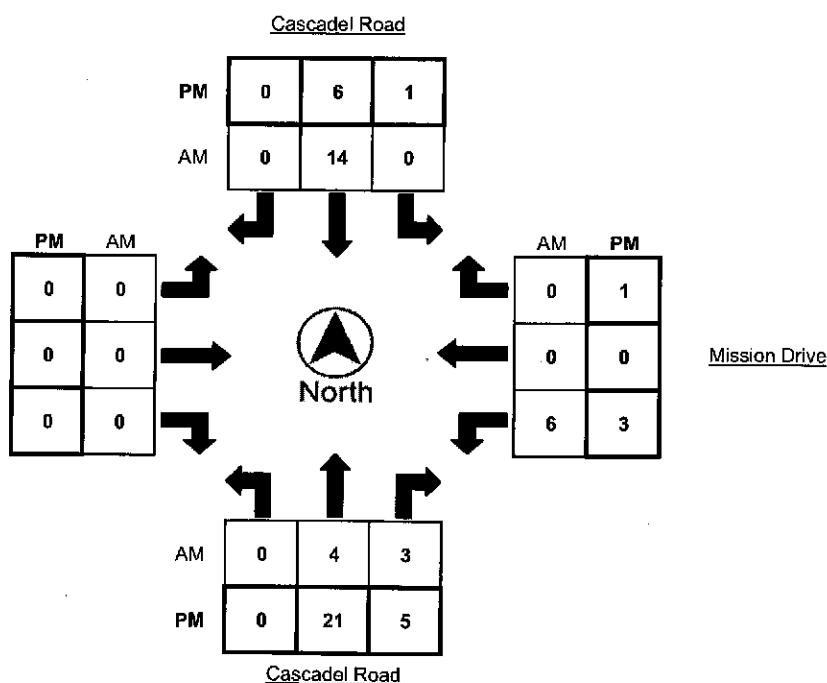 Cascadel Road
PM 0 6 1
AM 0 14 0
PM AM
0 0
0 0
0 0
AM PM
0 1
0 0
6 3
Mission Drive
North
AM 0 4 3
PM 0 21 5
Cascadel Road